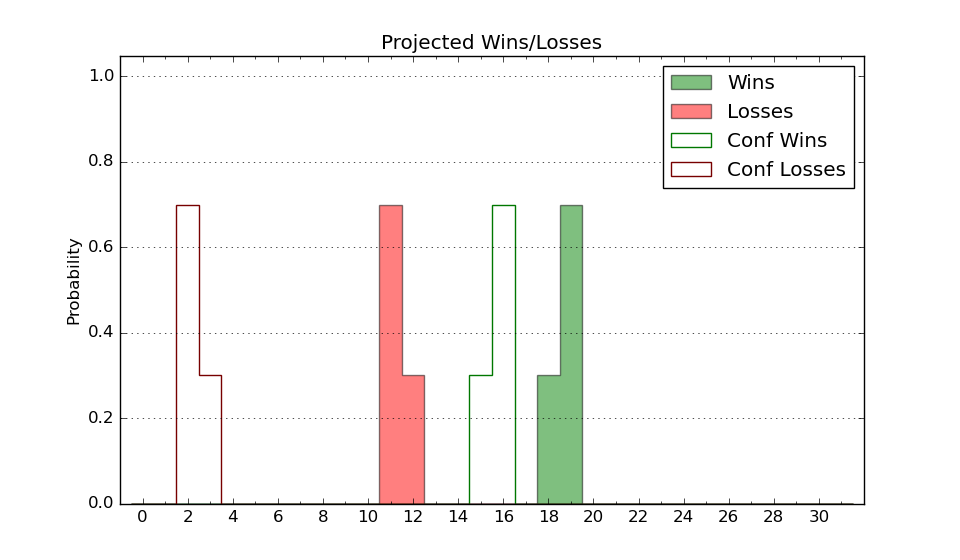 Projected Wins/Losses
Wins
Losses
Conf Wins
Conf Losses
Probability
1.0
0.8
0.6
0.4
0.2
0.0
0 2 4 6 8 10 12 14 16 18 20 22 24 26 28 30